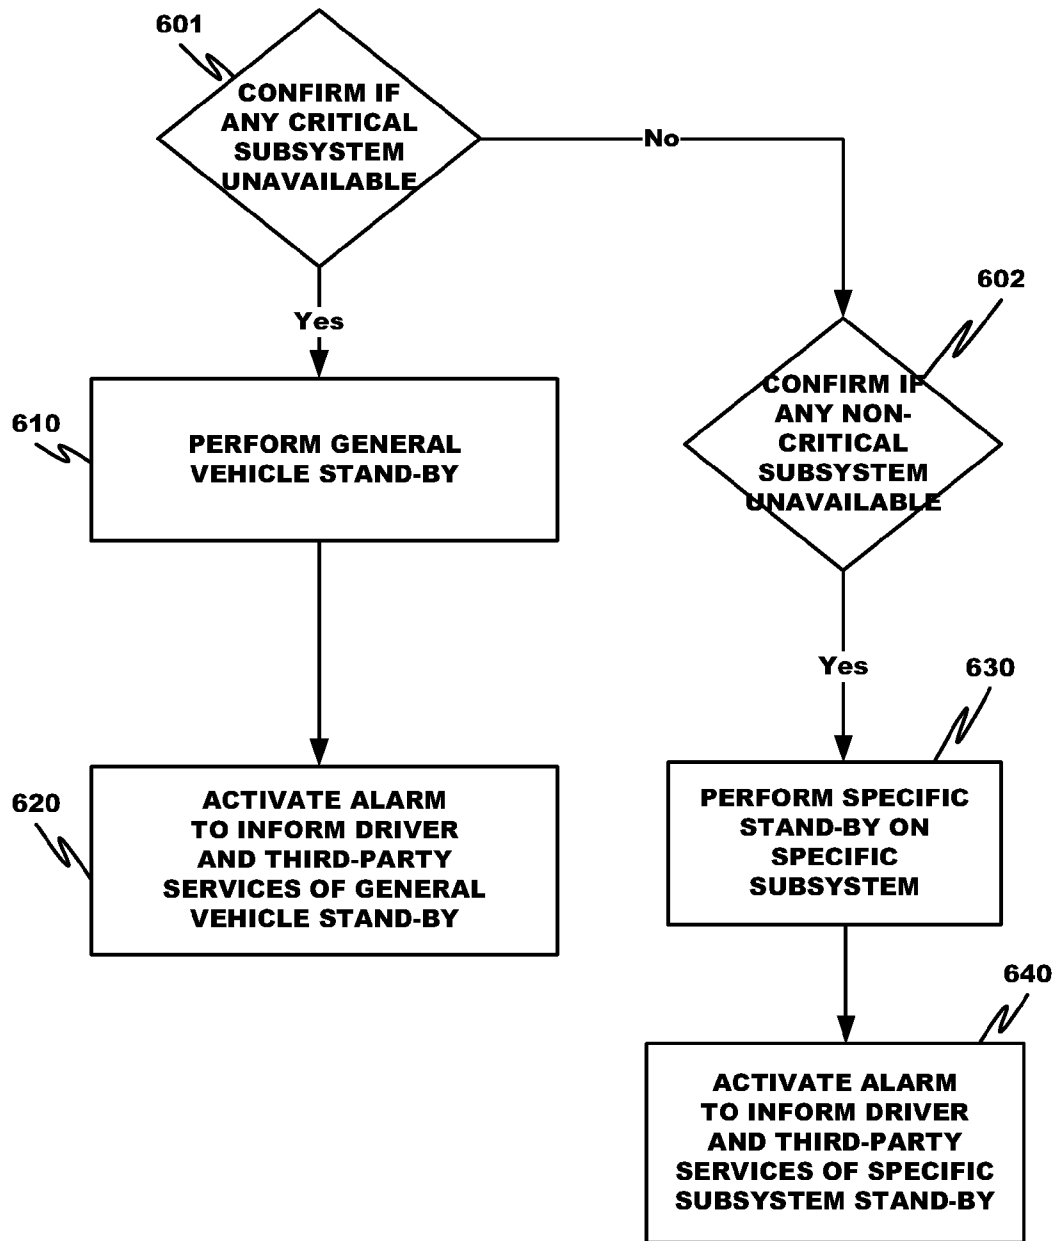 601
CONFIRM IF
ANY CRITICAL
SUBSYSTEM
UNAVAILABLE
No
Yes
602
CONFIRM IF
ANY NON-
CRITICAL
SUBSYSTEM
UNAVAILABLE
610
PERFORM GENERAL
VEHICLE STAND-BY
Yes
630
620
ACTIVATE ALARM
TO INFORM DRIVER
AND THIRD-PARTY
SERVICES OF GENERAL
VEHICLE STAND-BY
PERFORM SPECIFIC
STAND-BY ON
SPECIFIC
SUBSYSTEM
640
ACTIVATE ALARM
TO INFORM DRIVER
AND THIRD-PARTY
SERVICES OF SPECIFIC
SUBSYSTEM STAND-BY